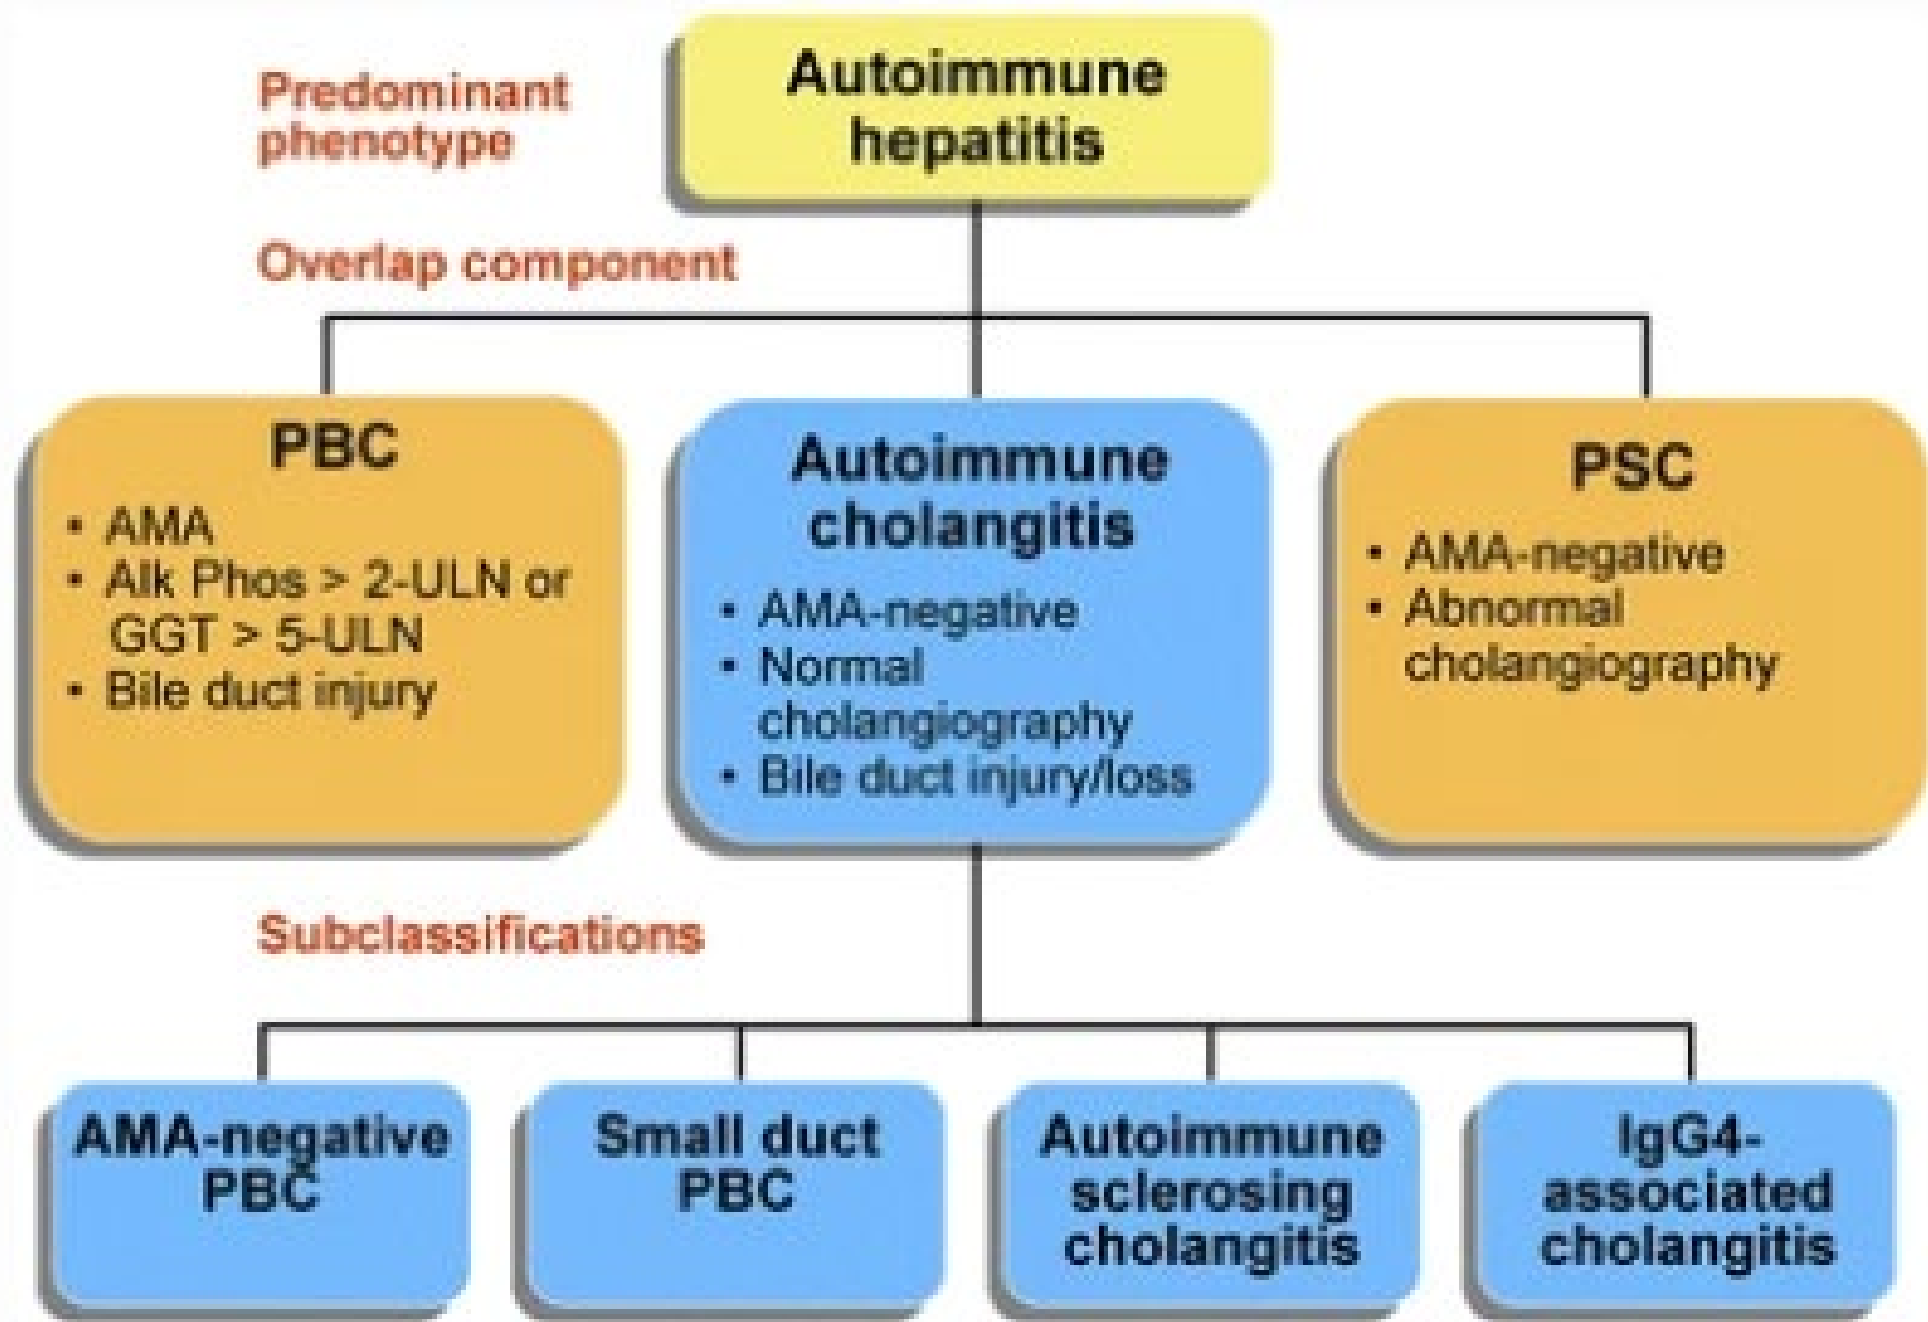 Predominant
phenotype
Autoimmune
hepatitis
Overlap component
PBC
• AMA
• Alk Phos > 2-ULN or
GGT > 5-ULN
• Bile duct injury
Autoimmune
cholangitis
• AMA-negative
• Normal
cholangiography
• Bile duct injury/loss
PSC
• AMA-negative
• Abnormal
cholangiography
Subclassifications
AMA-negative
PBC
Small duct
PBC
Autoimmune
sclerosing
cholangitis
IgG4-
associated
cholangitis